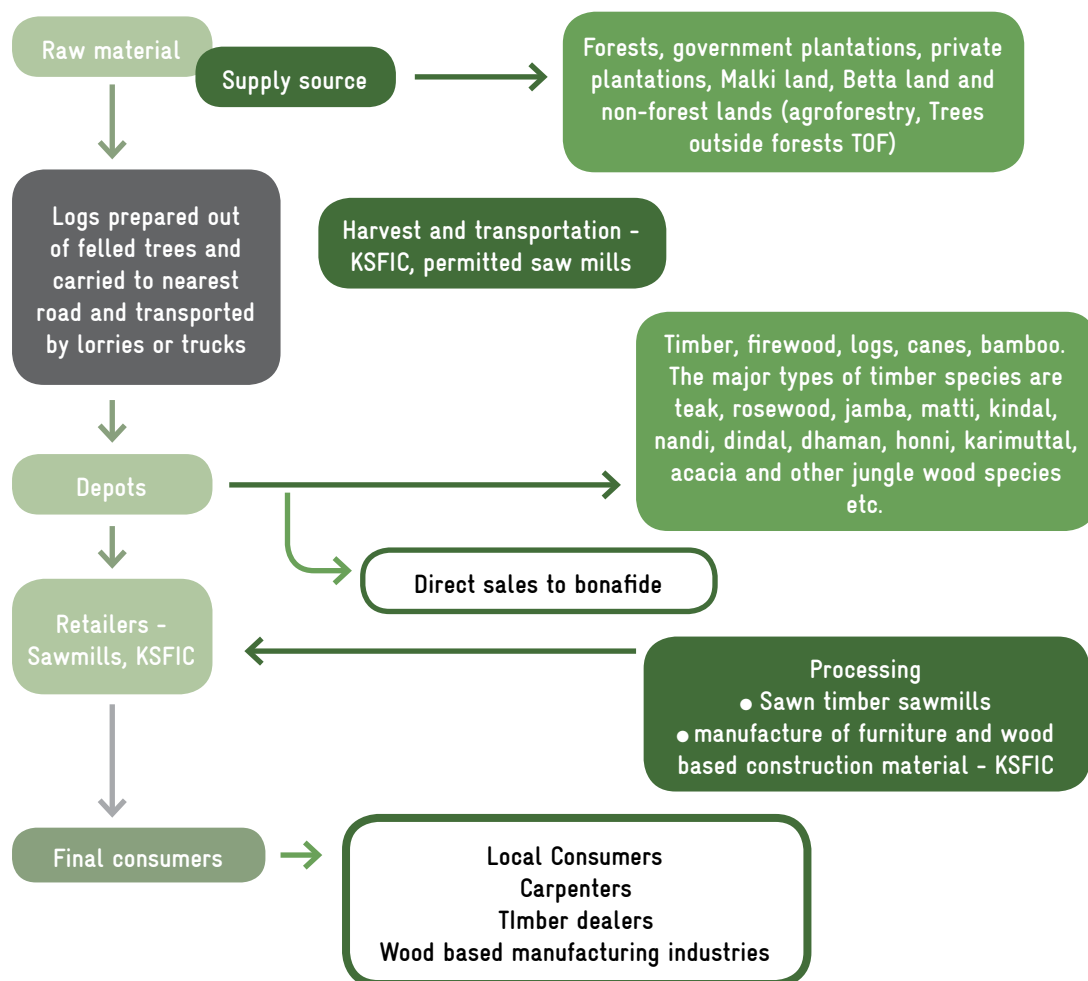 Raw material
Supply source
Forests, government plantations, private
plantations, Malki land, Betta land and
non-forest lands (agroforestry, Trees
outside forests TOF)
Logs prepared out
of felled trees and
carried to nearest
road and transported
by lorries or trucks
Harvest and transportation -
KSFIC, permitted saw mills
Timber, firewood, logs, canes, bamboo.
The major types of timber species are
teak, rosewood, jamba, matti, kindal,
nandi, dindal, dhaman, honni, karimuttal,
acacia and other jungle wood species
etc.
Depots
Direct sales to bonafide
Retailers -
Sawmills, KSFIC
Processing
● Sawn timber sawmills
● manufacture of furniture and wood
based construction material - KSFIC
Final consumers
Local Consumers
Carpenters
TImber dealers
Wood based manufacturing industries